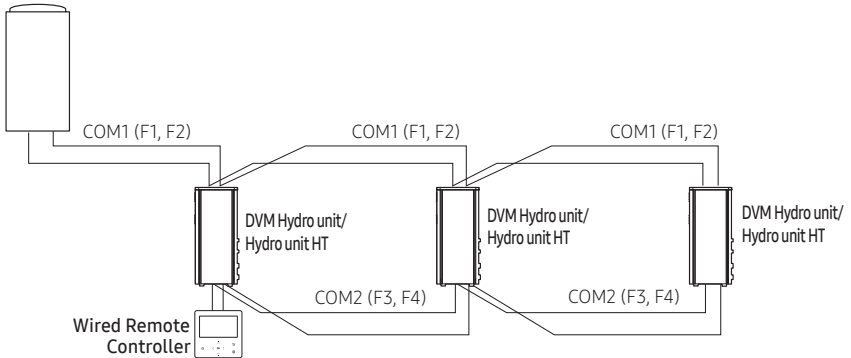 COM1 (F1, F2)
COM1 (F1, F2)
COM1 (F1, F2)
DVM Hydro unit/
Hydro unit HT
DVM Hydro unit/
Hydro unit HT
DVM Hydro unit/
Hydro unit HT
COM2 (F3, F4)
COM2 (F3, F4)
Wired Remote
Controller